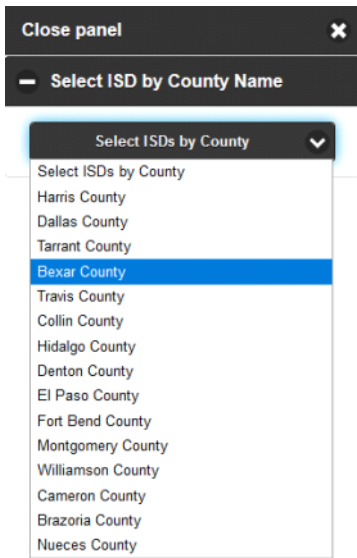 Close panel
Select ISD by County Name
Select ISDs by County
Select ISDs by County
Harris County
Dallas County
Tarrant County
Bexar County
Travis County
Collin County
Hidalgo County
Denton County
El Paso County
Fort Bend County
Montgomery County
Williamson County
Cameron County
Brazoria County
Nueces County